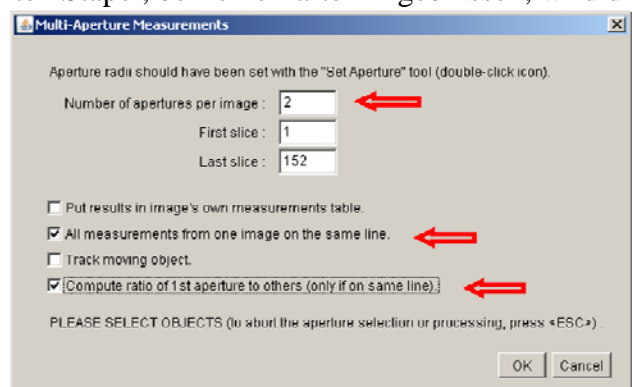 Multi-Aperture Measurements
Aperture radii should have been set with the "Set Aperture" tool (double-click icon).
Number of apertures per image : 2
First slice : 1
Last slice : 152
Put results in image's own measurements table.
All measurements from one image on the same line.
Track moving object.
Compute ratio of 1st aperture to others (only if on same line).
PLEASE SELECT OBJECTS (to abort the aperture selection or processing, press <ESC>) .
OK Cancel